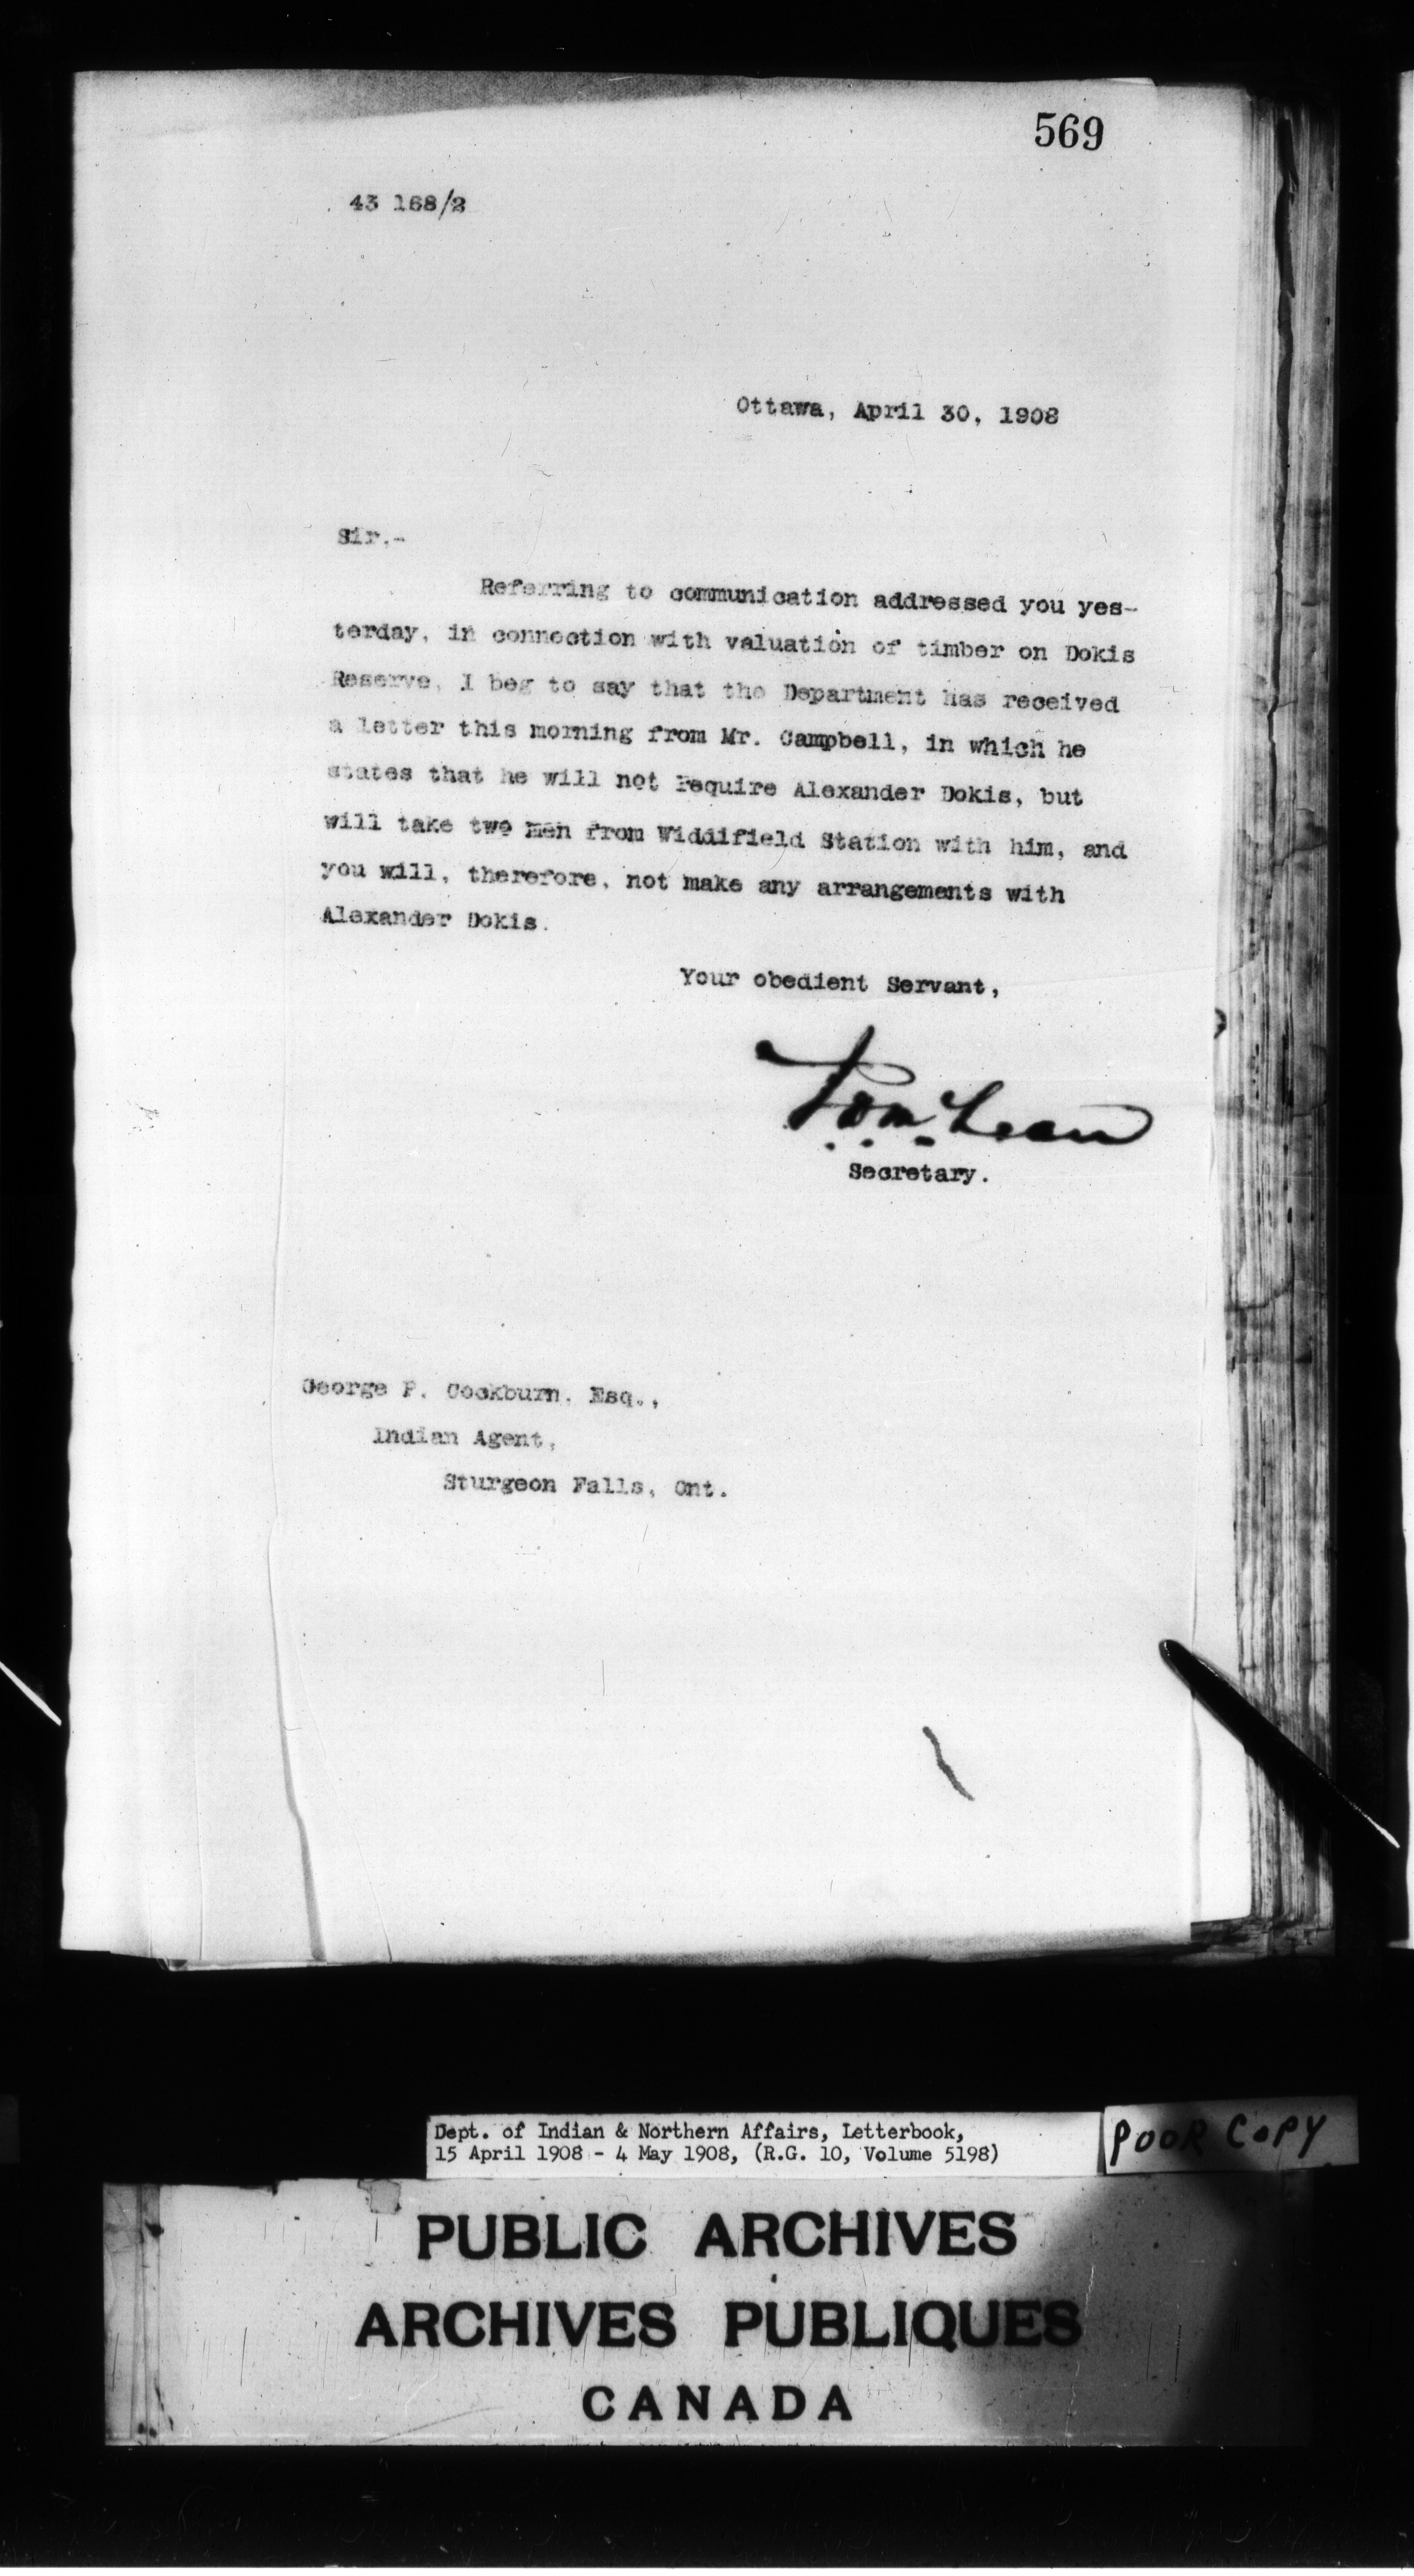 569
43 168/2
Ottawa, April 30, 1908
Sir,-
Referring to communication addressed you yes-
terday, in connection with valuation of timber on Dokis
Reserve, I beg to say that the Department has received
a letter this morning from Mr. Campbell, in which he
states that he will not require Alexander Dokis, but
will take two men from Widdifield Station with him, and
you will, therefore, not make any arrangements with
Alexander Dokis.
Your obedient Servant,
Secretary.
George P. Cockburn, Esq.,
Indian Agent,
Sturgeon Falls, Ont.
Dept. of Indian & Northern Affairs, Letterbook,
15 April 1908 - 4 May 1908, (R.G. 10, Volume 5198)
POOR COPY
PUBLIC ARCHIVES
ARCHIVES PUBLIQUES
CANADA